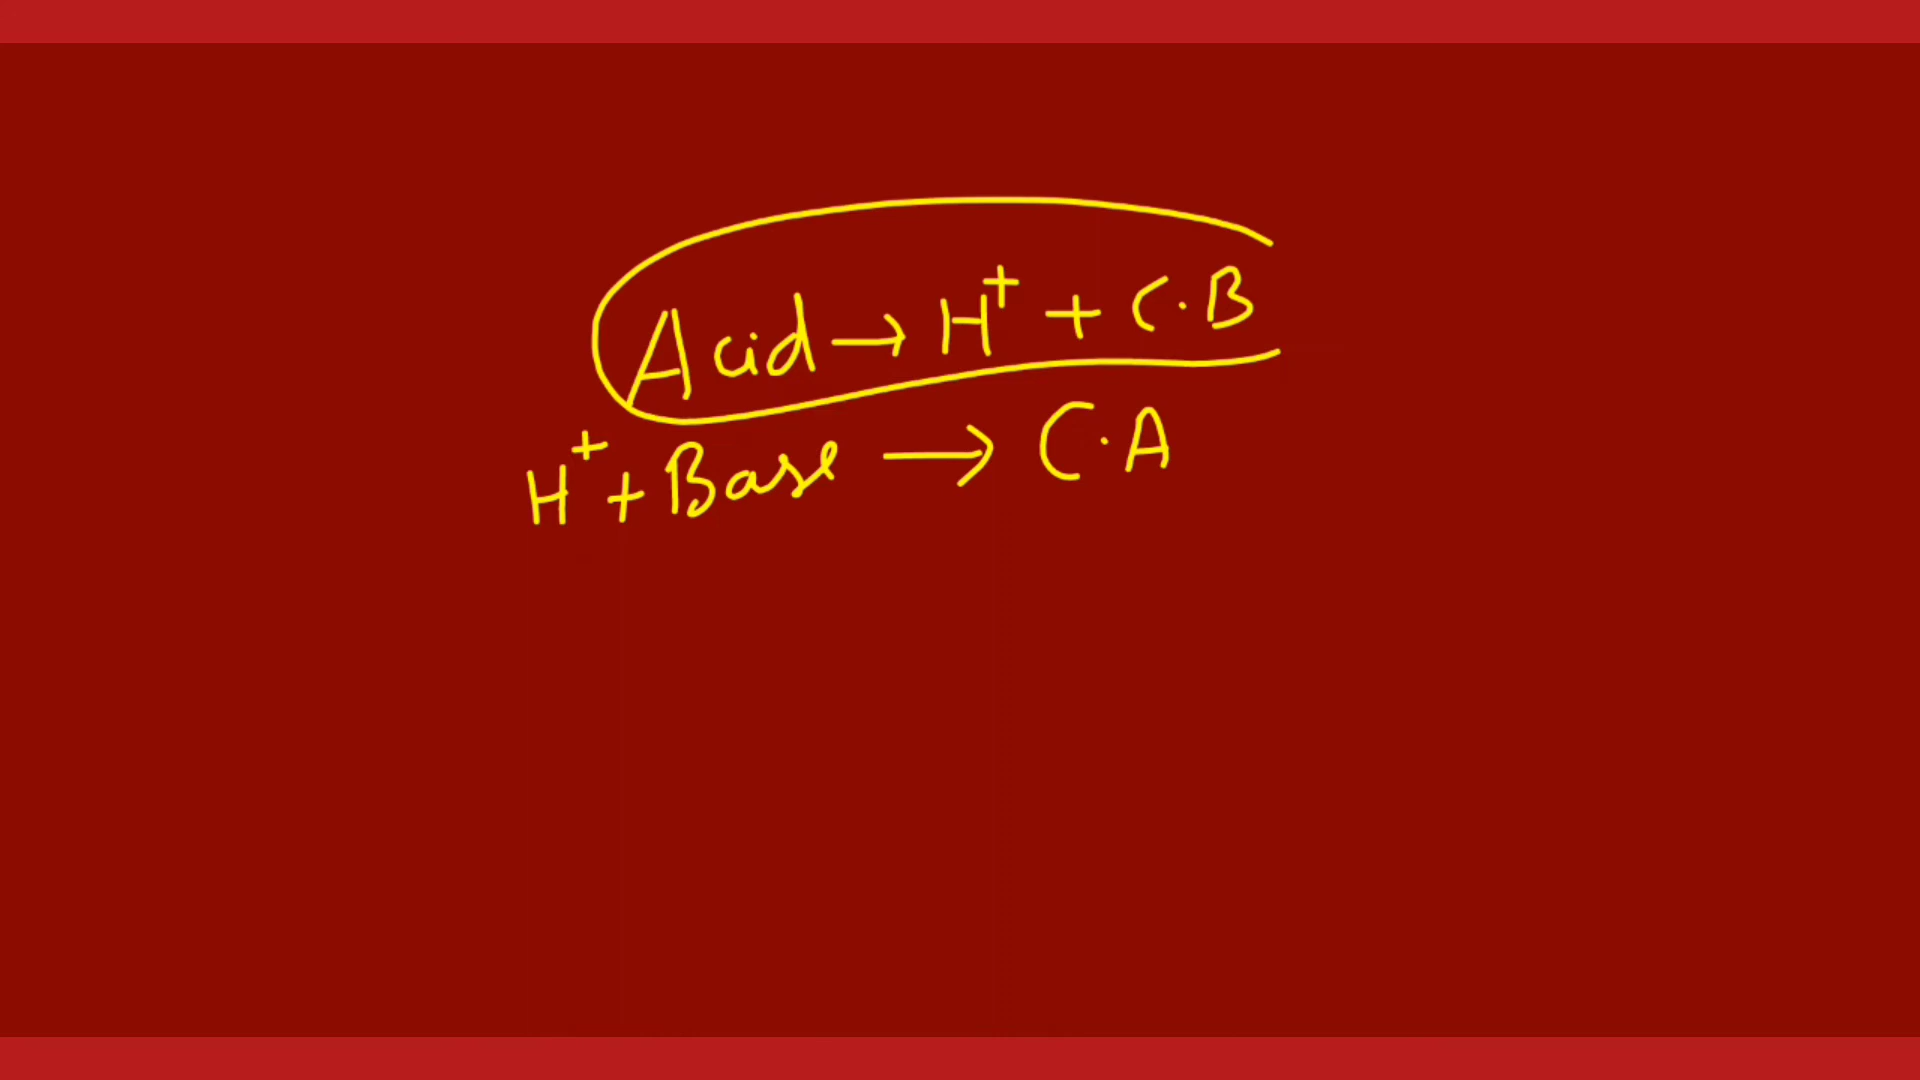 Acid → H⁺ + C·B
H⁺ + Base → C·A